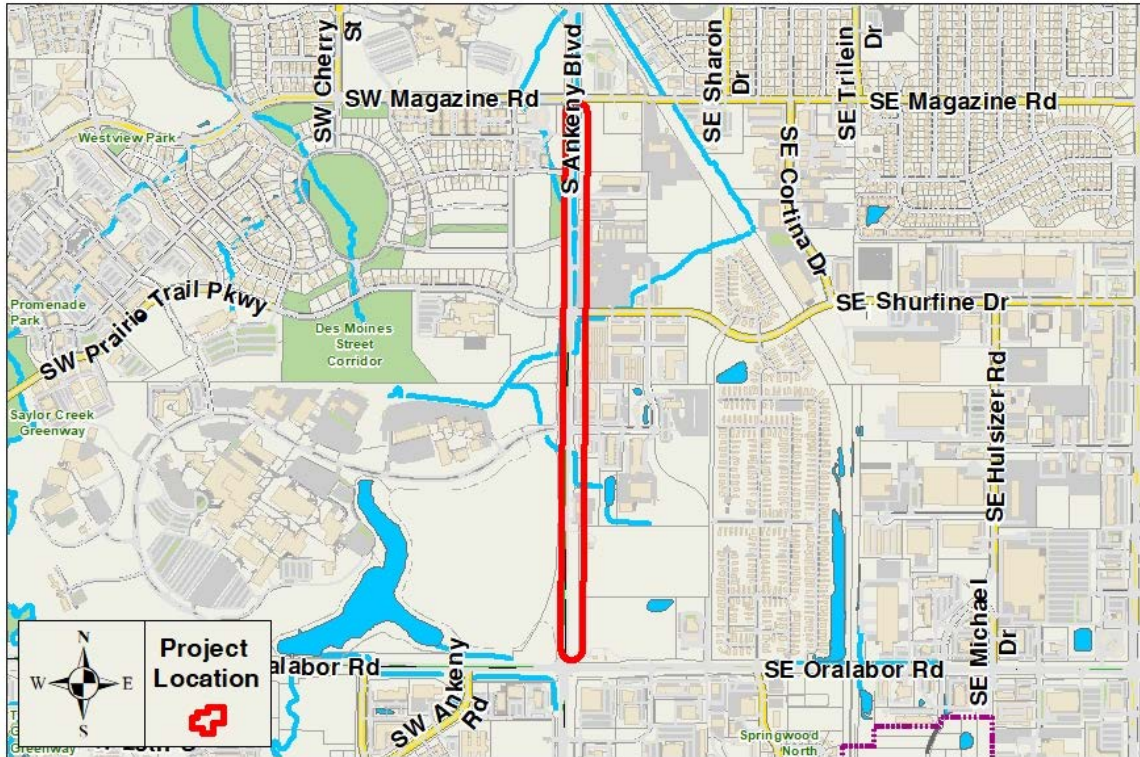 SW Cherry
St
S Ankeny Blvd
SE Sharon
Dr
SE Trilein
Dr
SW Magazine Rd
SE Magazine Rd
Westview Park
SE Cortina Dr
Promenade
Park
SW Prairie Trail Pkwy
Des Moines
Street
Corridor
SE Shurfine Dr
Saylor Creek
Greenway
SE Hulsizer Rd
N
W
E
S
Project
Location
alabor Rd
SW Ankeny
Rd
SE Oralabor Rd
SE Michael
Dr
Greenway
Springwood
North